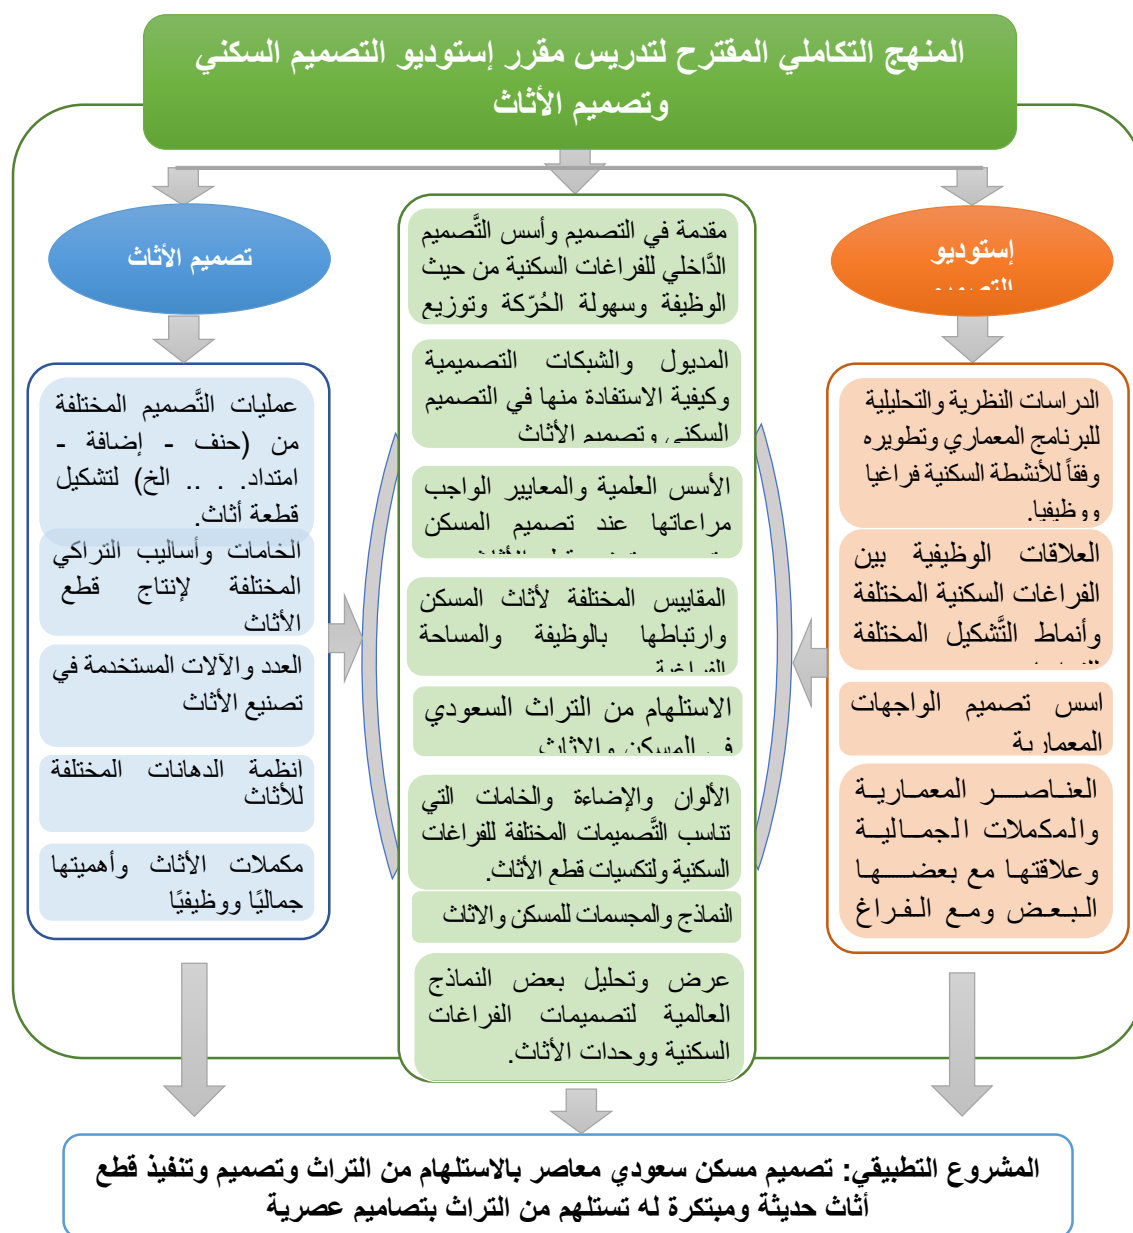 المنهج التكاملي المقترح لتدريس مقرر إستوديو التصميم السكني
وتصميم الأثاث
إستوديو
التصميم
الدراسات النظرية والتحليلية
للبرنامج المعماري وتطويره
وفقاً للأنشطة السكنية فراغيا
ووظيفيا.
العلاقات الوظيفية بين
الفراغات السكنية المختلفة
وأنماط التَّشكيل المختلفة
اسس تصميم الواجهات
المعمارية
العناصر المعمارية
والمكملات الجمالية
وعلاقتها مع بعضها
البعض ومع الفراغ
مقدمة في التصميم وأسس التَّصميم
الدَّاخلي للفراغات السكنية من حيث
الوظيفة وسهولة الحُرّكة وتوزيع
المديول والشبكات التصميمية
وكيفية الاستفادة منها في التصميم
السكني وتصميم الأثاث
الأسس العلمية والمعايير الواجب
مراعاتها عند تصميم المسكن
المقاييس المختلفة لأثاث المسكن
وارتباطها بالوظيفة والمساحة
الفراغية
الاستلهام من التراث السعودي
في المسكن والاثاث
الألوان والإضاءة والخامات التي
تناسب التَّصميمات المختلفة للفراغات
السكنية ولتكسيات قطع الأثاث.
النماذج والمجسمات للمسكن والاثاث
عرض وتحليل بعض النماذج
العالمية لتصميمات الفراغات
السكنية ووحدات الأثاث.
تصميم الأثاث
عمليات التَّصميم المختلفة
من (حنف - إضافة -
امتداد. . .. الخ) لتشكيل
قطعة أثاث.
الخامات وأساليب التراكي
المختلفة لإنتاج قطع
الأثاث
العدد والآلات المستخدمة في
تصنيع الأثاث
انظمة الدهانات المختلفة
للأثاث
مكملات الأثاث وأهميتها
جماليًا ووظيفيًا
المشروع التطبيقي: تصميم مسكن سعودي معاصر بالاستلهام من التراث وتصميم وتنفيذ قطع
أثاث حديثة ومبتكرة له تستلهم من التراث بتصاميم عصرية